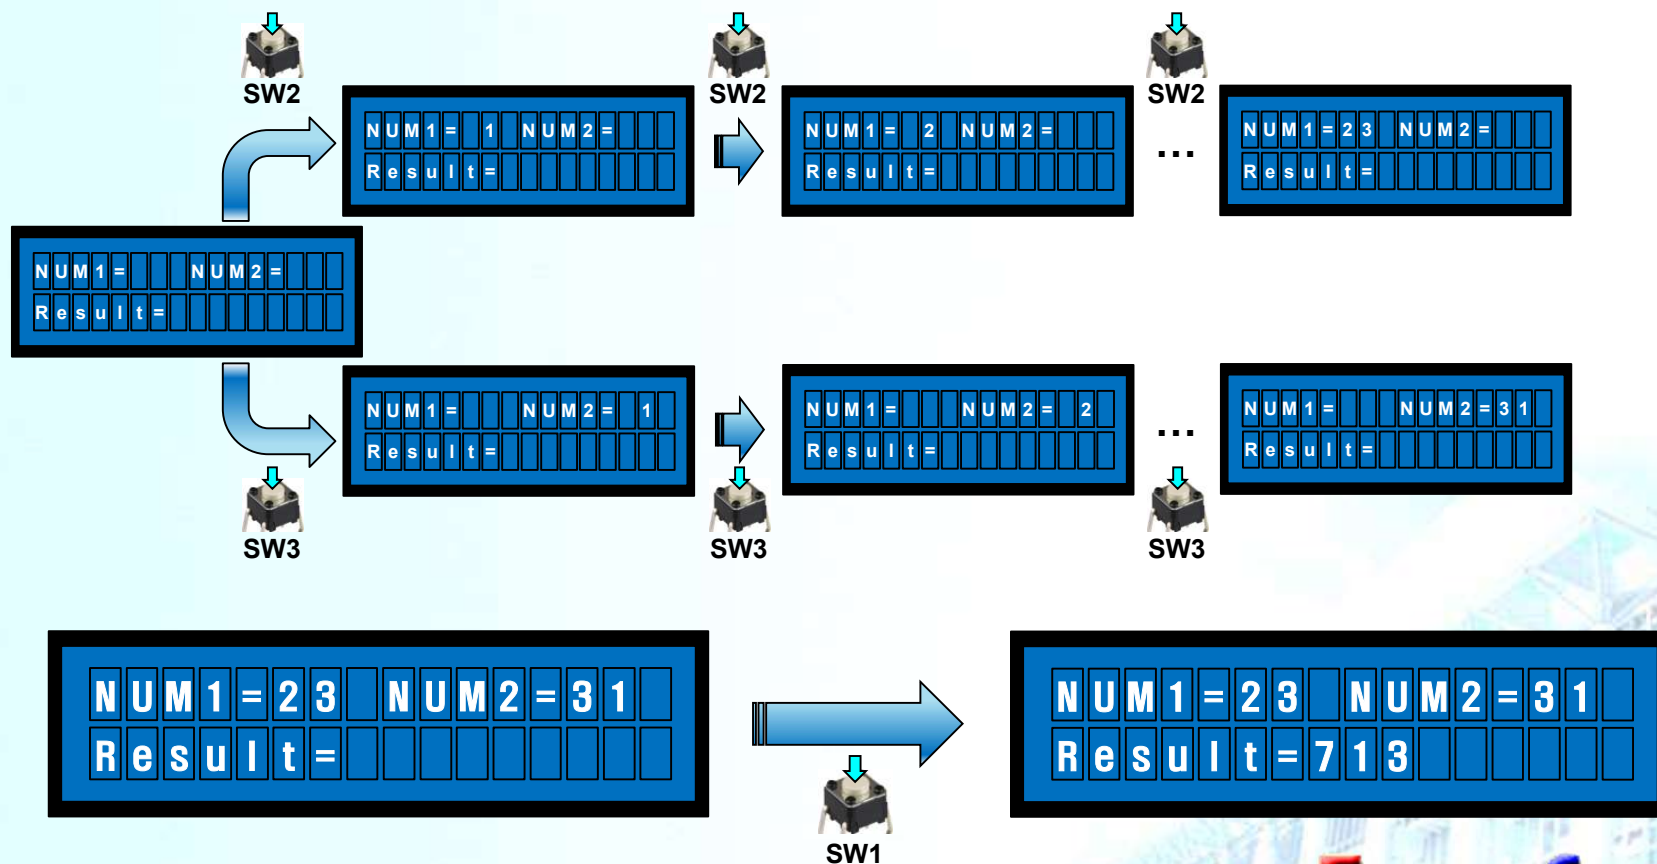 SW2
SW2
SW2
NUM1= 1 NUM2=
Result=
NUM1= 2 NUM2=
Result=
...
NUM1=23 NUM2=
Result=
NUM1=   NUM2=
Result=
NUM1=   NUM2= 1
Result=
NUM1=   NUM2= 2
Result=
...
NUM1=   NUM2=31
Result=
SW3
SW3
SW3
NUM1=23 NUM2=31
Result=
NUM1=23 NUM2=31
Result=713
SW1